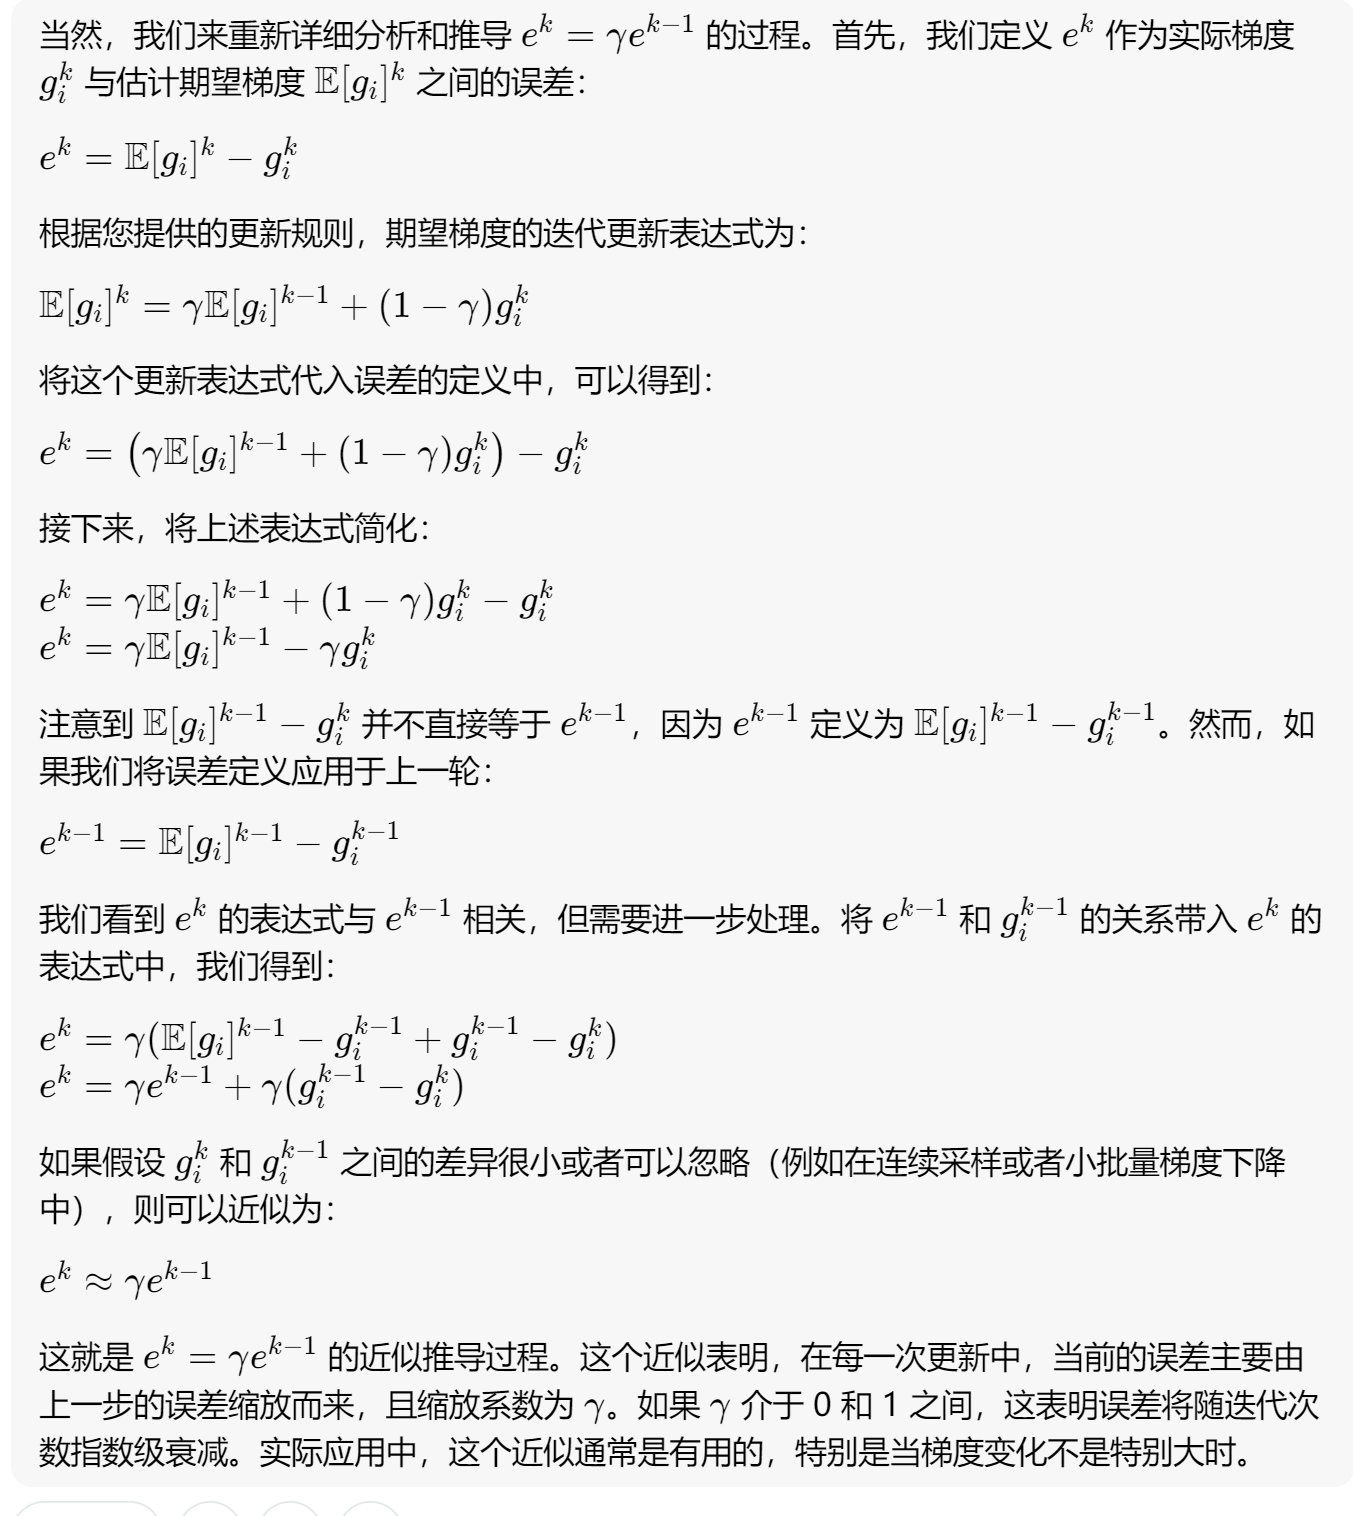 当然，我们来重新详细分析和推导 $e^k = \gamma e^{k-1}$ 的过程。首先，我们定义 $e^k$ 作为实际梯度
$g_i^k$ 与估计期望梯度 $\mathbb{E}[g_i]^k$ 之间的误差：
$e^k = \mathbb{E}[g_i]^k - g_i^k$
根据您提供的更新规则，期望梯度的迭代更新表达式为：
$\mathbb{E}[g_i]^k = \gamma \mathbb{E}[g_i]^{k-1} + (1 - \gamma) g_i^k$
将这个更新表达式代入误差的定义中，可以得到：
$e^k = \left(\gamma \mathbb{E}[g_i]^{k-1} + (1 - \gamma) g_i^k\right) - g_i^k$
接下来，将上述表达式简化：
$e^k = \gamma \mathbb{E}[g_i]^{k-1} + (1 - \gamma) g_i^k - g_i^k$
$e^k = \gamma \mathbb{E}[g_i]^{k-1} - \gamma g_i^k$
注意到 $\mathbb{E}[g_i]^{k-1} - g_i^k$ 并不直接等于 $e^{k-1}$，因为 $e^{k-1}$ 定义为 $\mathbb{E}[g_i]^{k-1} - g_i^{k-1}$。然而，如
果我们将误差定义应用于上一轮：
$e^{k-1} = \mathbb{E}[g_i]^{k-1} - g_i^{k-1}$
我们看到 $e^k$ 的表达式与 $e^{k-1}$ 相关，但需要进一步处理。将 $e^{k-1}$ 和 $g_i^{k-1}$ 的关系带入 $e^k$ 的
表达式中，我们得到：
$e^k = \gamma (\mathbb{E}[g_i]^{k-1} - g_i^{k-1} + g_i^{k-1} - g_i^k)$
$e^k = \gamma e^{k-1} + \gamma (g_i^{k-1} - g_i^k)$
如果假设 $g_i^k$ 和 $g_i^{k-1}$ 之间的差异很小或者可以忽略（例如在连续采样或者小批量梯度下降
中），则可以近似为：
$e^k \approx \gamma e^{k-1}$
这就是 $e^k = \gamma e^{k-1}$ 的近似推导过程。这个近似表明，在每一次更新中，当前的误差主要由
上一步的误差缩放而来，且缩放系数为 $\gamma$。如果 $\gamma$ 介于 0 和 1 之间，这表明误差将随迭代次
数指数级衰减。实际应用中，这个近似通常是有用的，特别是当梯度变化不是特别大时。